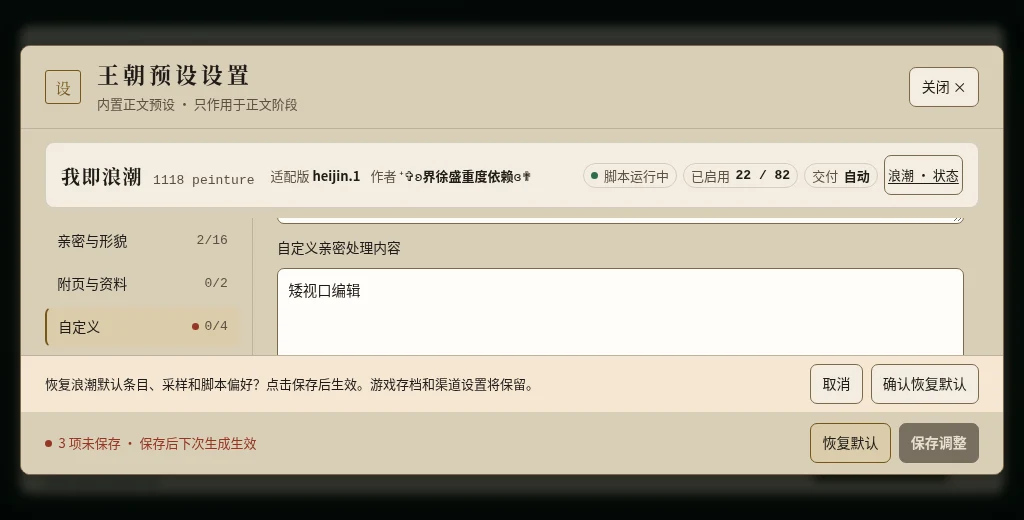 设
王朝预设设置
内置正文预设 · 只作用于正文阶段
关闭 ×
我即浪潮 1118 peinture 适配版 heijin.1 作者 ⁺✞ʚ界徐盛重度依赖ɞ✟ 脚本运行中 已启用 22 / 82 交付 自动 浪潮 · 状态
亲密与形貌 2/16
附页与资料 0/2
自定义 0/4
自定义亲密处理内容
矮视口编辑
恢复浪潮默认条目、采样和脚本偏好？点击保存后生效。游戏存档和渠道设置将保留。 取消 确认恢复默认
3 项未保存 · 保存后下次生成生效 恢复默认 保存调整